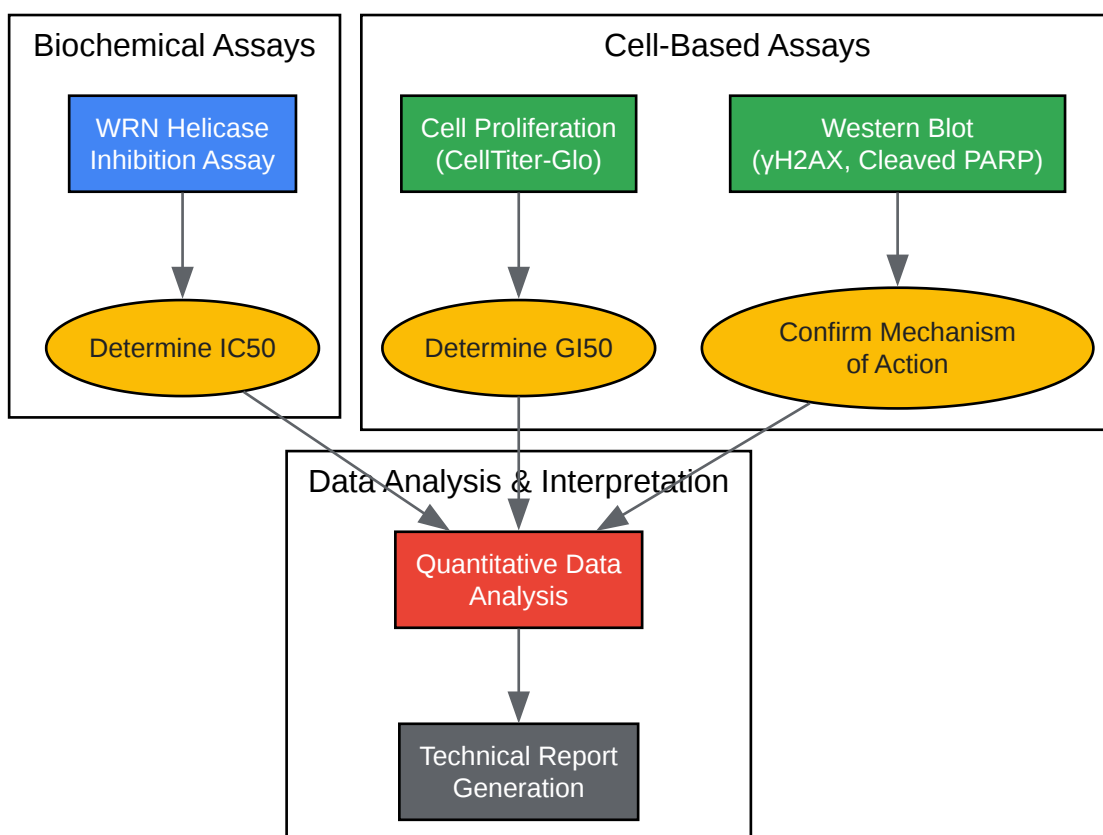 Biochemical Assays
WRN Helicase
Inhibition Assay
Determine IC50
Cell-Based Assays
Cell Proliferation
(CellTiter-Glo)
Determine GI50
Western Blot
(γH2AX, Cleaved PARP)
Confirm Mechanism
of Action
Data Analysis & Interpretation
Quantitative Data
Analysis
Technical Report
Generation